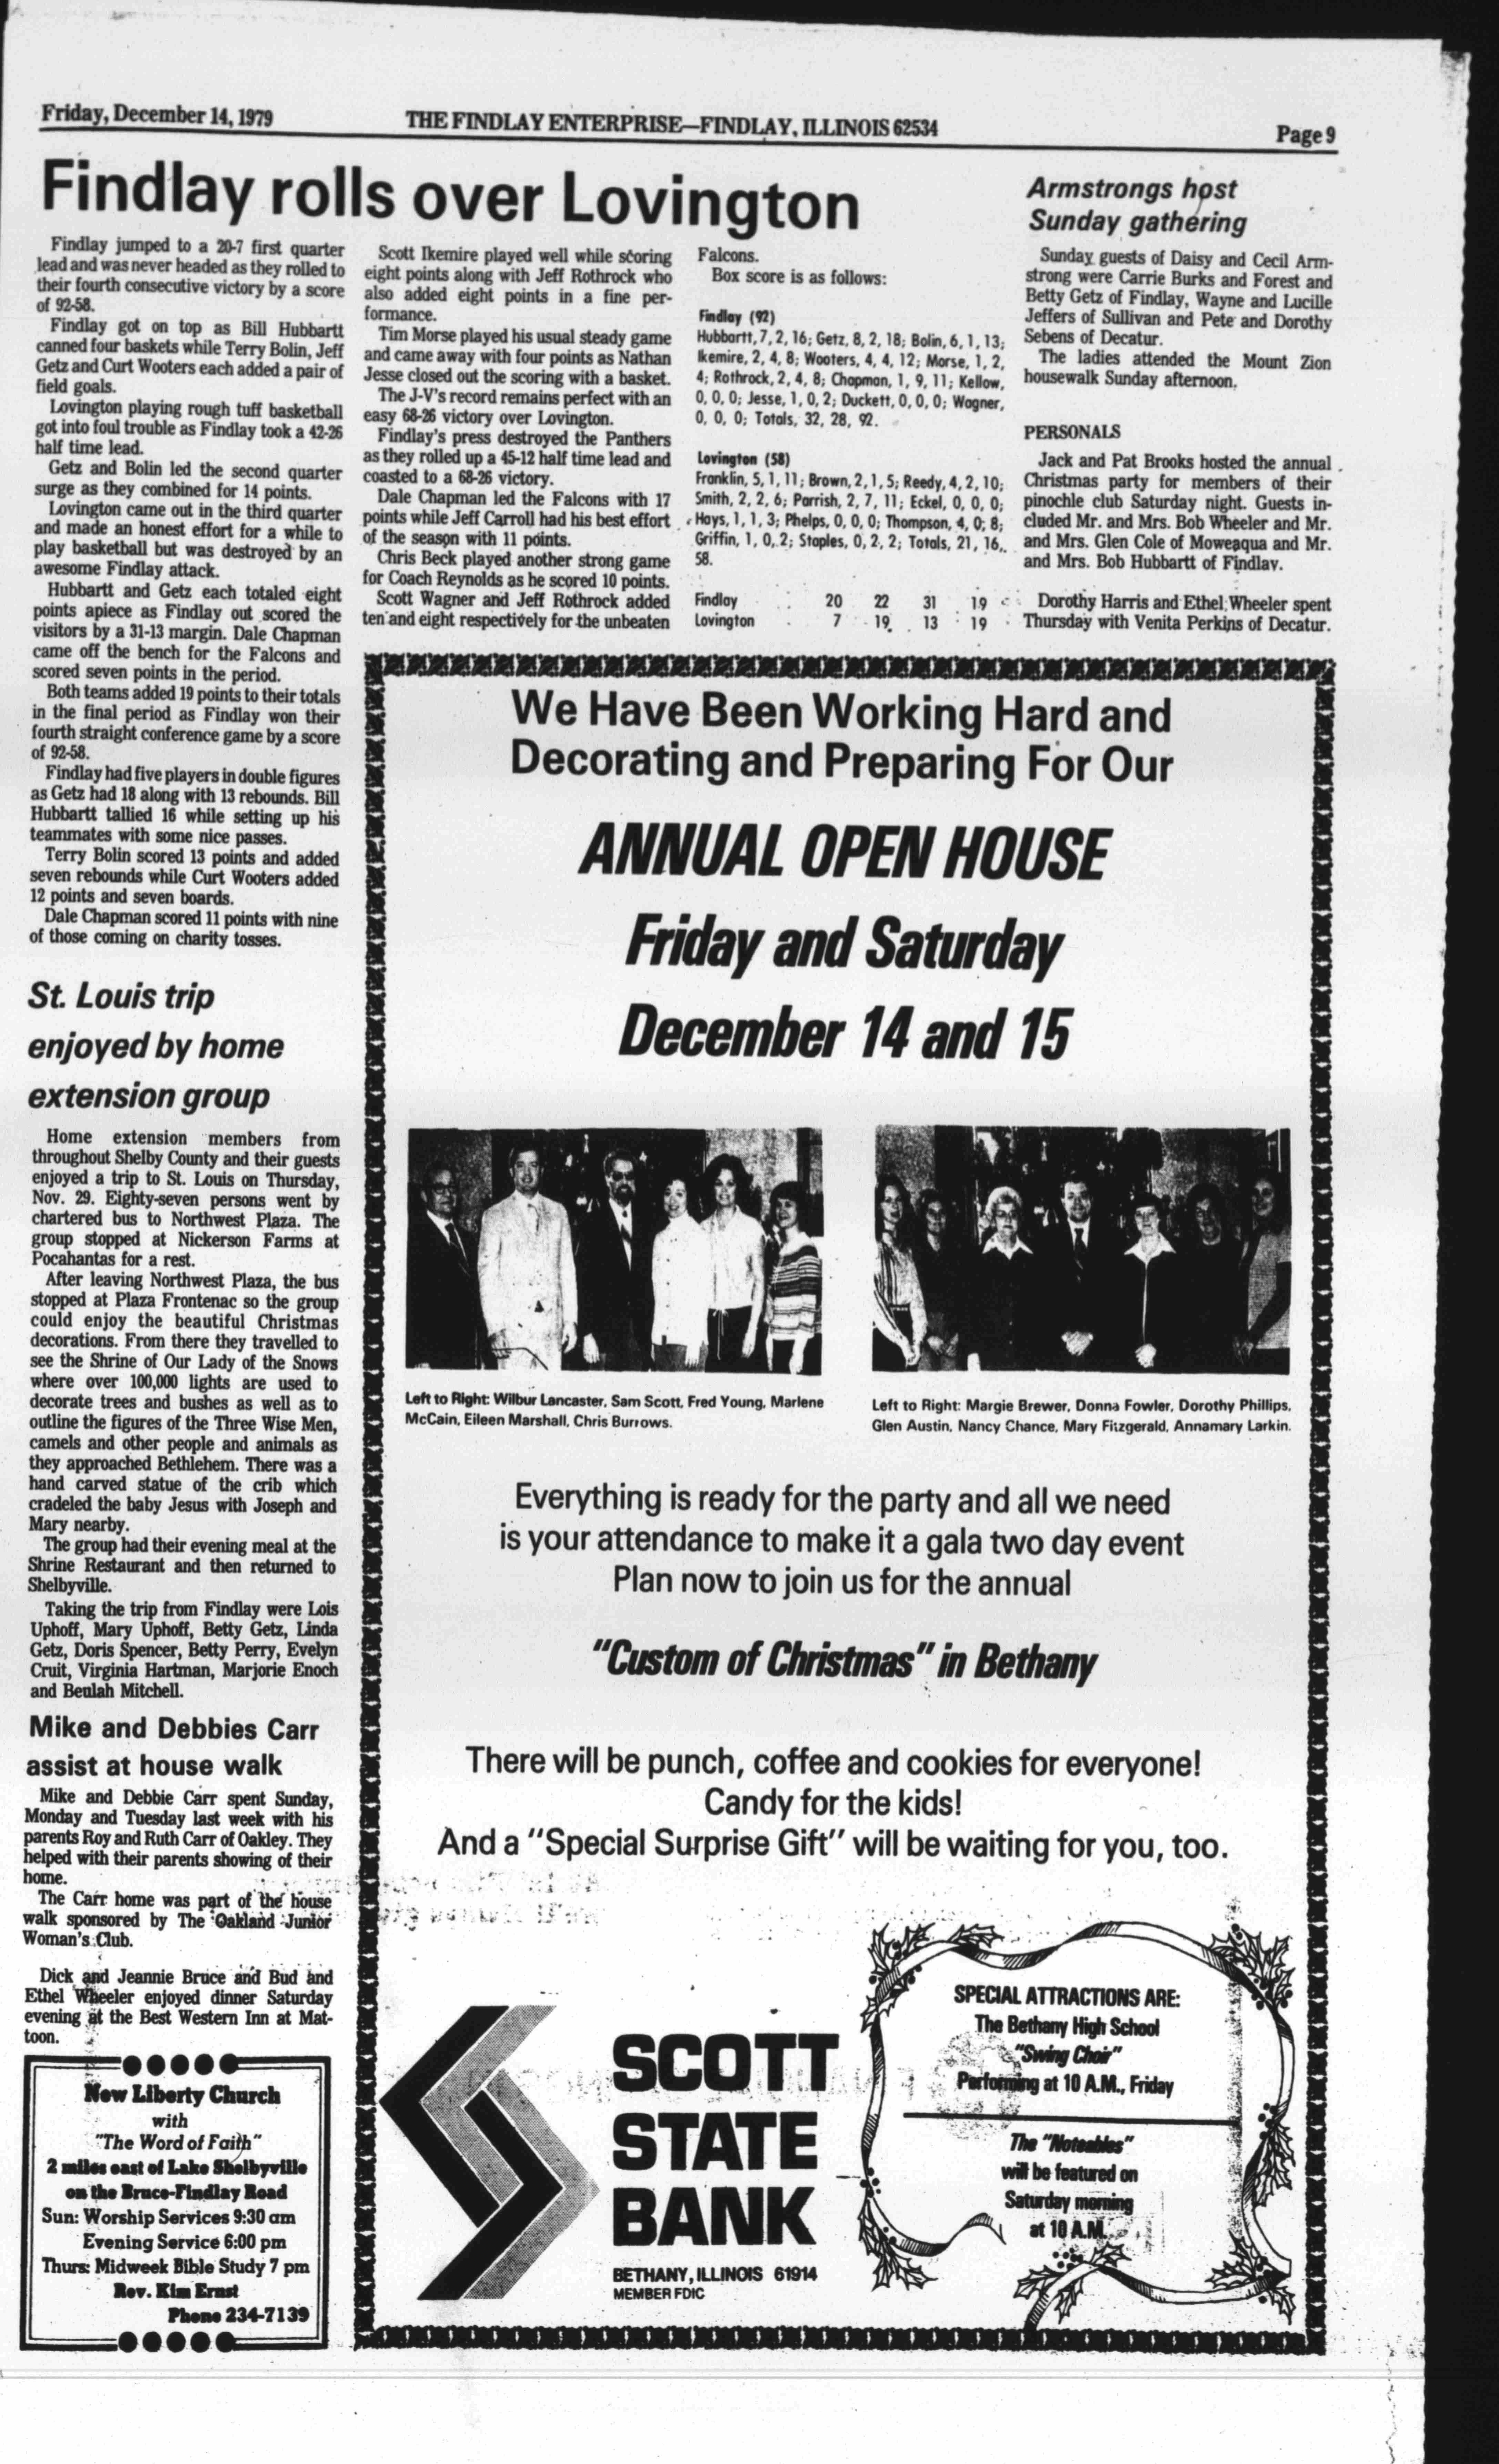 Friday, December 14, 1979
THE FINDLAY ENTERPRISE—FINDLAY, ILLINOIS 62534
Page 9
Findlay rolls over Lovington
Findlay jumped to a 20-7 first quarter
lead and was never headed as they rolled to
their fourth consecutive victory by a score
of 92-58.
Findlay got on top as Bill Hubbartt
canned four baskets while Terry Bolin, Jeff
Getz and Curt Wooters each added a pair of
field goals.
Lovington playing rough tuff basketball
got into foul trouble as Findlay took a 42-26
half time lead.
Getz and Bolin led the second quarter
surge as they combined for 14 points.
Lovington came out in the third quarter
and made an honest effort for a while to
play basketball but was destroyed by an
awesome Findlay attack.
Hubbartt and Getz each totaled eight
points apiece as Findlay out scored the
visitors by a 31-13 margin. Dale Chapman
came off the bench for the Falcons and
scored seven points in the period.
Both teams added 19 points to their totals
in the final period as Findlay won their
fourth straight conference game by a score
of 92-58.
Findlay had five players in double figures
as Getz had 18 along with 13 rebounds. Bill
Hubbartt tallied 16 while setting up his
teammates with some nice passes.
Terry Bolin scored 13 points and added
seven rebounds while Curt Wooters added
12 points and seven boards.
Dale Chapman scored 11 points with nine
of those coming on charity tosses.
Scott Ikemire played well while scoring
eight points along with Jeff Rothrock who
also added eight points in a fine per-
formance.
Tim Morse played his usual steady game
and came away with four points as Nathan
Jesse closed out the scoring with a basket.
The J-V's record remains perfect with an
easy 68-26 victory over Lovington.
Findlay's press destroyed the Panthers
as they rolled up a 45-12 half time lead and
coasted to a 68-26 victory.
Dale Chapman led the Falcons with 17
points while Jeff Carroll had his best effort
of the season with 11 points.
Chris Beck played another strong game
for Coach Reynolds as he scored 10 points.
Scott Wagner and Jeff Rothrock added
ten and eight respectively for the unbeaten
Falcons.
Box score is as follows:
Findlay (92)
Hubbartt, 7, 2, 16; Getz, 8, 2, 18; Bolin, 6, 1, 13;
Ikemire, 2, 4, 8; Wooters, 4, 4, 12; Morse, 1, 2,
4; Rothrock, 2, 4, 8; Chapman, 1, 9, 11; Kellow,
0, 0, 0; Jesse, 1, 0, 2; Duckett, 0, 0, 0; Wagner,
0, 0, 0; Totals, 32, 28, 92.
Lovington (58)
Franklin, 5, 1, 11; Brown, 2, 1, 5; Reedy, 4, 2, 10;
Smith, 2, 2, 6; Parrish, 2, 7, 11; Eckel, 0, 0, 0;
Hays, 1, 1, 3; Phelps, 0, 0, 0; Thompson, 4, 0; 8;
Griffin, 1, 0, 2; Staples, 0, 2, 2; Totals, 21, 16,
58.
Findlay 20 22 31 19
Lovington 7 19 13 19
Armstrongs host
Sunday gathering
Sunday guests of Daisy and Cecil Arm-
strong were Carrie Burks and Forest and
Betty Getz of Findlay, Wayne and Lucille
Jeffers of Sullivan and Pete and Dorothy
Sebens of Decatur.
The ladies attended the Mount Zion
housewalk Sunday afternoon.
PERSONALS
Jack and Pat Brooks hosted the annual
Christmas party for members of their
pinochle club Saturday night. Guests in-
cluded Mr. and Mrs. Bob Wheeler and Mr.
and Mrs. Glen Cole of Moweaqua and Mr.
and Mrs. Bob Hubbartt of Findlay.
Dorothy Harris and Ethel Wheeler spent
Thursday with Venita Perkins of Decatur.
St. Louis trip
enjoyed by home
extension group
Home extension members from
throughout Shelby County and their guests
enjoyed a trip to St. Louis on Thursday,
Nov. 29. Eighty-seven persons went by
chartered bus to Northwest Plaza. The
group stopped at Nickerson Farms at
Pocahantas for a rest.
After leaving Northwest Plaza, the bus
stopped at Plaza Frontenac so the group
could enjoy the beautiful Christmas
decorations. From there they travelled to
see the Shrine of Our Lady of the Snows
where over 100,000 lights are used to
decorate trees and bushes as well as to
outline the figures of the Three Wise Men,
camels and other people and animals as
they approached Bethlehem. There was a
hand carved statue of the crib which
cradeled the baby Jesus with Joseph and
Mary nearby.
The group had their evening meal at the
Shrine Restaurant and then returned to
Shelbyville.
Taking the trip from Findlay were Lois
Uphoff, Mary Uphoff, Betty Getz, Linda
Getz, Doris Spencer, Betty Perry, Evelyn
Cruit, Virginia Hartman, Marjorie Enoch
and Beulah Mitchell.
Mike and Debbies Carr
assist at house walk
Mike and Debbie Carr spent Sunday,
Monday and Tuesday last week with his
parents Roy and Ruth Carr of Oakley. They
helped with their parents showing of their
home.
The Carr home was part of the house
walk sponsored by The Oakland Junior
Woman's Club.
Dick and Jeannie Bruce and Bud and
Ethel Wheeler enjoyed dinner Saturday
evening at the Best Western Inn at Mat-
toon.
New Liberty Church
with
"The Word of Faith"
2 miles east of Lake Shelbyville
on the Bruce-Findlay Road
Sun: Worship Services 9:30 am
Evening Service 6:00 pm
Thurs: Midweek Bible Study 7 pm
Rev. Kim Ernst
Phone 234-7139
We Have Been Working Hard and
Decorating and Preparing For Our
ANNUAL OPEN HOUSE
Friday and Saturday
December 14 and 15
Left to Right: Wilbur Lancaster, Sam Scott, Fred Young, Marlene
McCain, Eileen Marshall, Chris Burrows.
Left to Right: Margie Brewer, Donna Fowler, Dorothy Phillips,
Glen Austin, Nancy Chance, Mary Fitzgerald, Annamary Larkin.
Everything is ready for the party and all we need
is your attendance to make it a gala two day event
Plan now to join us for the annual
"Custom of Christmas" in Bethany
There will be punch, coffee and cookies for everyone!
Candy for the kids!
And a "Special Surprise Gift" will be waiting for you, too.
SCOTT
STATE
BANK
BETHANY, ILLINOIS 61914
MEMBER FDIC
SPECIAL ATTRACTIONS ARE:
The Bethany High School
"Swing Choir"
Performing at 10 A.M., Friday
The "Noteables"
will be featured on
Saturday morning
at 10 A.M.